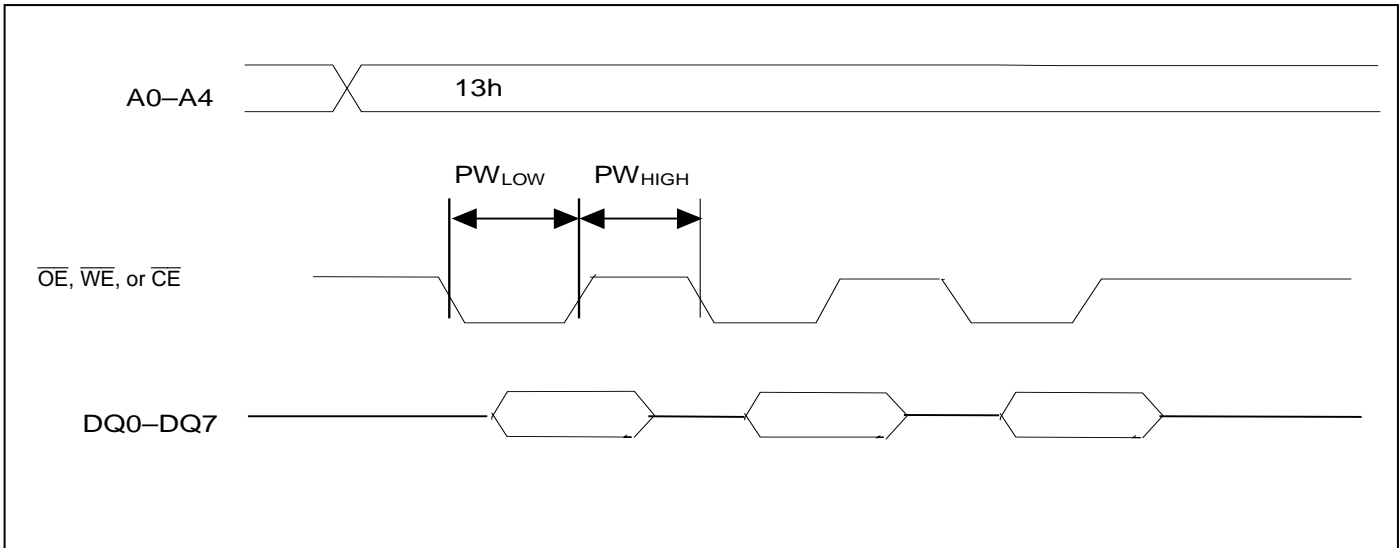 A0–A4
13h
PWLOW PWHIGH
OE, WE, or CE
DQ0–DQ7